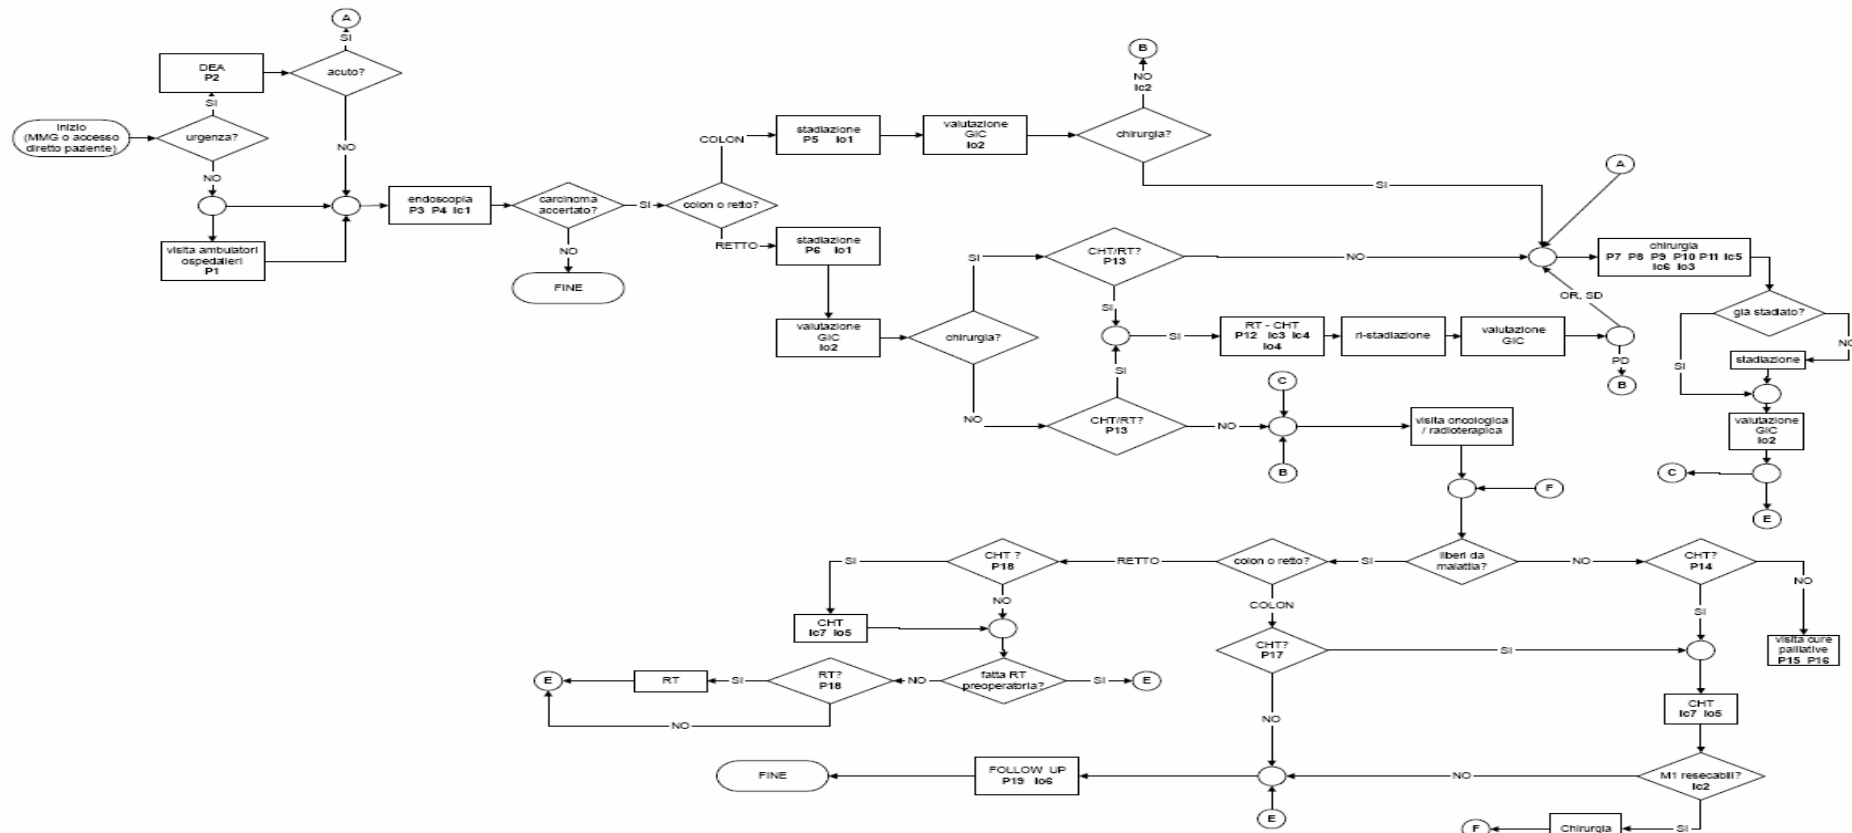 A
SI
DEA
P2
acuto?
SI
inizio
(MMG o accesso
diretto paziente)
urgenza?
NO
NO
visita ambulatori
ospedalieri
P1
endoscopia
P3 P4 Ic1
carcinoma
accertato?
SI
NO
FINE
colon o retto?
COLON
RETTO
stadiazione
P5 Io1
valutazione
GIC
Io2
chirurgia?
B
NO
Ic2
SI
A
stadiazione
P6 Io1
valutazione
GIC
Io2
chirurgia?
SI
NO
CHT/RT?
P13
NO
SI
SI
RT - CHT
P12 Ic3 Ic4
Io4
ri-stadiazione
valutazione
GIC
OR, SD
PD
B
SI
CHT/RT?
P13
NO
C
B
visita oncologica
/ radioterapica
chirurgia
P7 P8 P9 P10 P11 Ic5
Ic6 Io3
già stadiato?
NO
SI
stadiazione
valutazione
GIC
Io2
C
E
F
liberi da
malattia?
SI
NO
colon o retto?
RETTO
COLON
CHT ?
P18
SI
NO
CHT
Ic7 Io5
fatta RT
preoperatoria?
SI
E
NO
RT?
P18
SI
RT
E
NO
CHT?
P17
SI
NO
CHT?
P14
NO
SI
visita cure
palliative
P15 P16
CHT
Ic7 Io5
M1 resecabili?
Ic2
NO
SI
Chirurgia
F
E
FOLLOW UP
P19 Io6
FINE